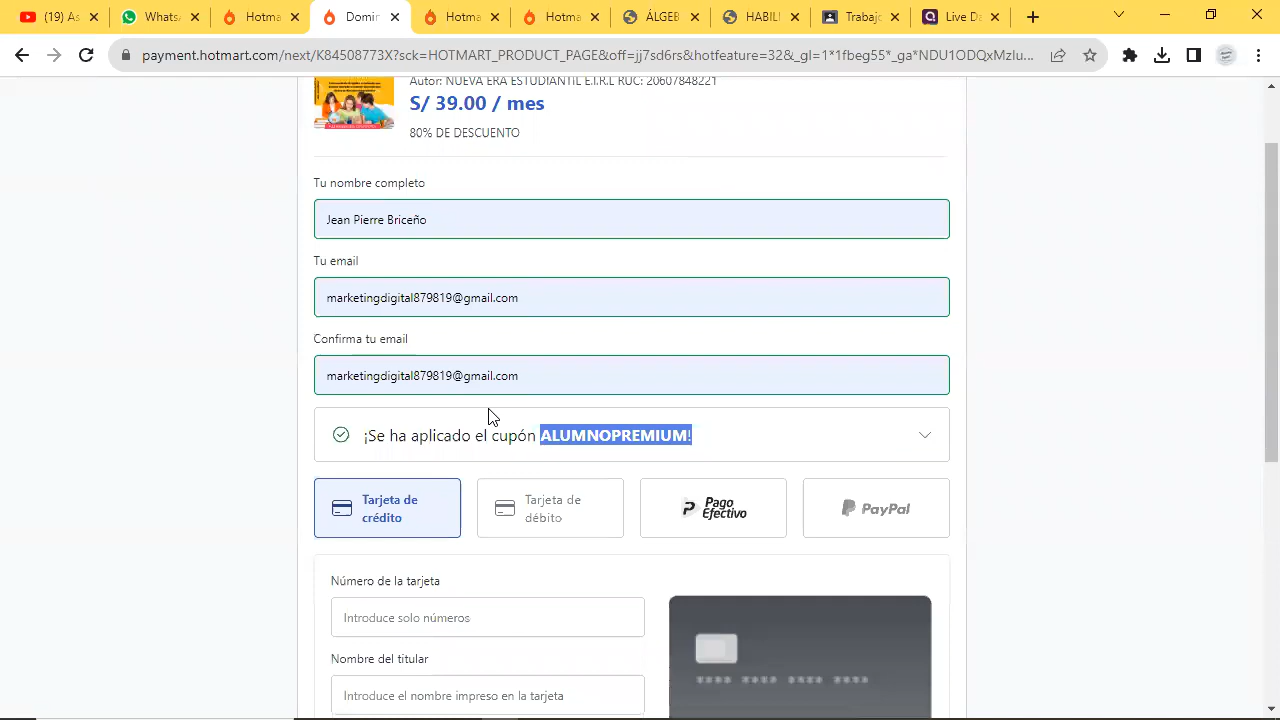 (19) As
Whats
Hotma
Domir
Hotma
Hotma
ÁLGEB
HABILI
Trabajo
Live Da
payment.hotmart.com/next/K84508773X?sck=HOTMART_PRODUCT_PAGE&off=jj7sd6rs&hotfeature=32&_gl=1*1fbeg55*_ga*NDU1ODQxMzIu...
Autor: NUEVA ERA ESTUDIANTIL E.I.R.L RUC: 20607848221
S/ 39.00 / mes
80% DE DESCUENTO
Tu nombre completo
Jean Pierre Briceño
Tu email
marketingdigital879819@gmail.com
Confirma tu email
marketingdigital879819@gmail.com
¡Se ha aplicado el cupón ALUMNOPREMIUM!
Tarjeta de
crédito
Tarjeta de
débito
Pago
Efectivo
PayPal
Número de la tarjeta
Introduce solo números
Nombre del titular
Introduce el nombre impreso en la tarjeta
**** **** **** ****